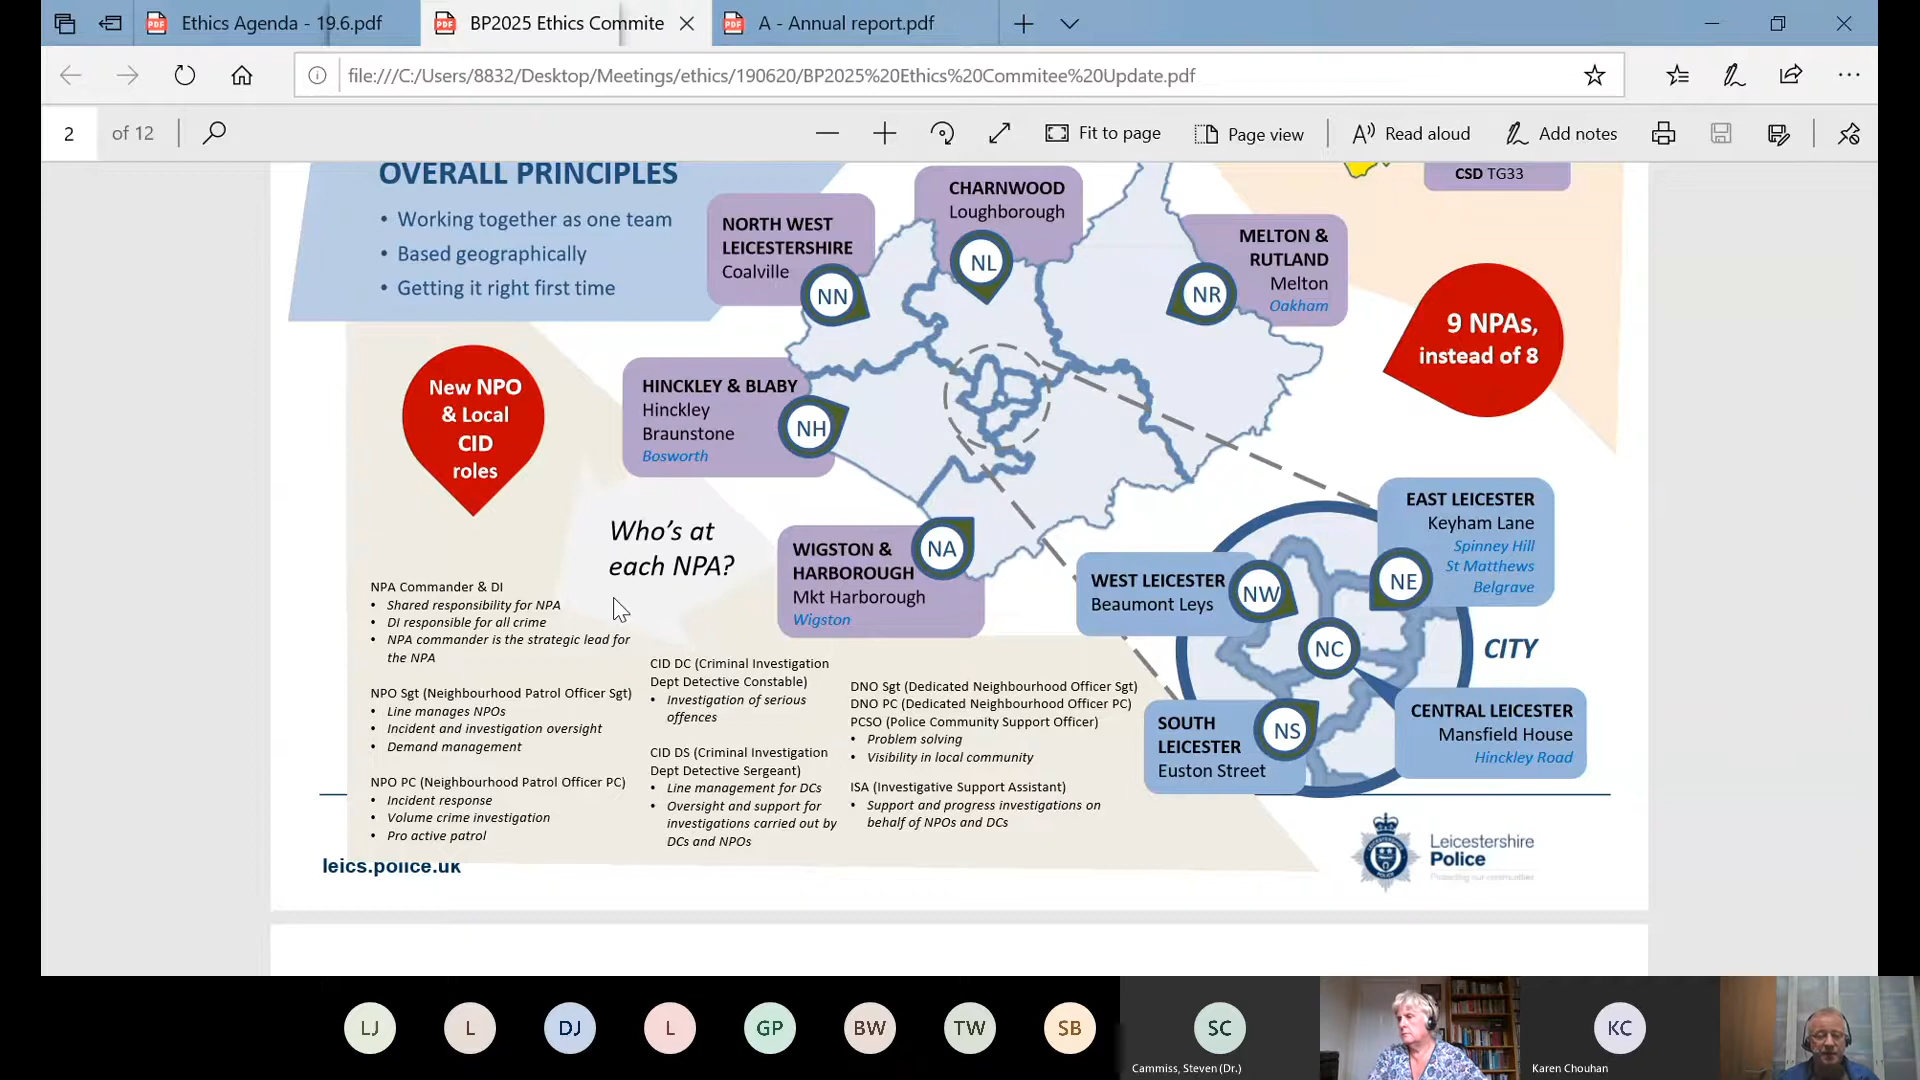 Ethics Agenda - 19.6.pdf
BP2025 Ethics Commite
A - Annual report.pdf
file:///C:/Users/8832/Desktop/Meetings/ethics/190620/BP2025%20Ethics%20Commitee%20Update.pdf
2
of 12
Fit to page
Page view
Read aloud
Add notes
OVERALL PRINCIPLES
• Working together as one team
• Based geographically
• Getting it right first time
CSD TG33
NORTH WEST
LEICESTERSHIRE
Coalville
NN
CHARNWOOD
Loughborough
NL
MELTON &
RUTLAND
Melton
Oakham
NR
9 NPAs,
instead of 8
New NPO
& Local
CID
roles
HINCKLEY & BLABY
Hinckley
Braunstone
Bosworth
NH
Who's at
each NPA?
WIGSTON &
HARBOROUGH
Mkt Harborough
Wigston
NA
WEST LEICESTER
Beaumont Leys
NW
EAST LEICESTER
Keyham Lane
Spinney Hill
St Matthews
Belgrave
NE
NC
CITY
SOUTH
LEICESTER
Euston Street
NS
CENTRAL LEICESTER
Mansfield House
Hinckley Road
NPA Commander & DI
• Shared responsibility for NPA
• DI responsible for all crime
• NPA commander is the strategic lead for
the NPA
NPO Sgt (Neighbourhood Patrol Officer Sgt)
• Line manages NPOs
• Incident and investigation oversight
• Demand management
NPO PC (Neighbourhood Patrol Officer PC)
• Incident response
• Volume crime investigation
• Pro active patrol
CID DC (Criminal Investigation
Dept Detective Constable)
• Investigation of serious
offences
CID DS (Criminal Investigation
Dept Detective Sergeant)
• Line management for DCs
• Oversight and support for
investigations carried out by
DCs and NPOs
DNO Sgt (Dedicated Neighbourhood Officer Sgt)
DNO PC (Dedicated Neighbourhood Officer PC)
PCSO (Police Community Support Officer)
• Problem solving
• Visibility in local community
ISA (Investigative Support Assistant)
• Support and progress investigations on
behalf of NPOs and DCs
leics.police.uk
Leicestershire
Police
Protecting our communities
LJ
L
DJ
L
GP
BW
TW
SB
SC
Cammiss, Steven (Dr.)
KC
Karen Chouhan